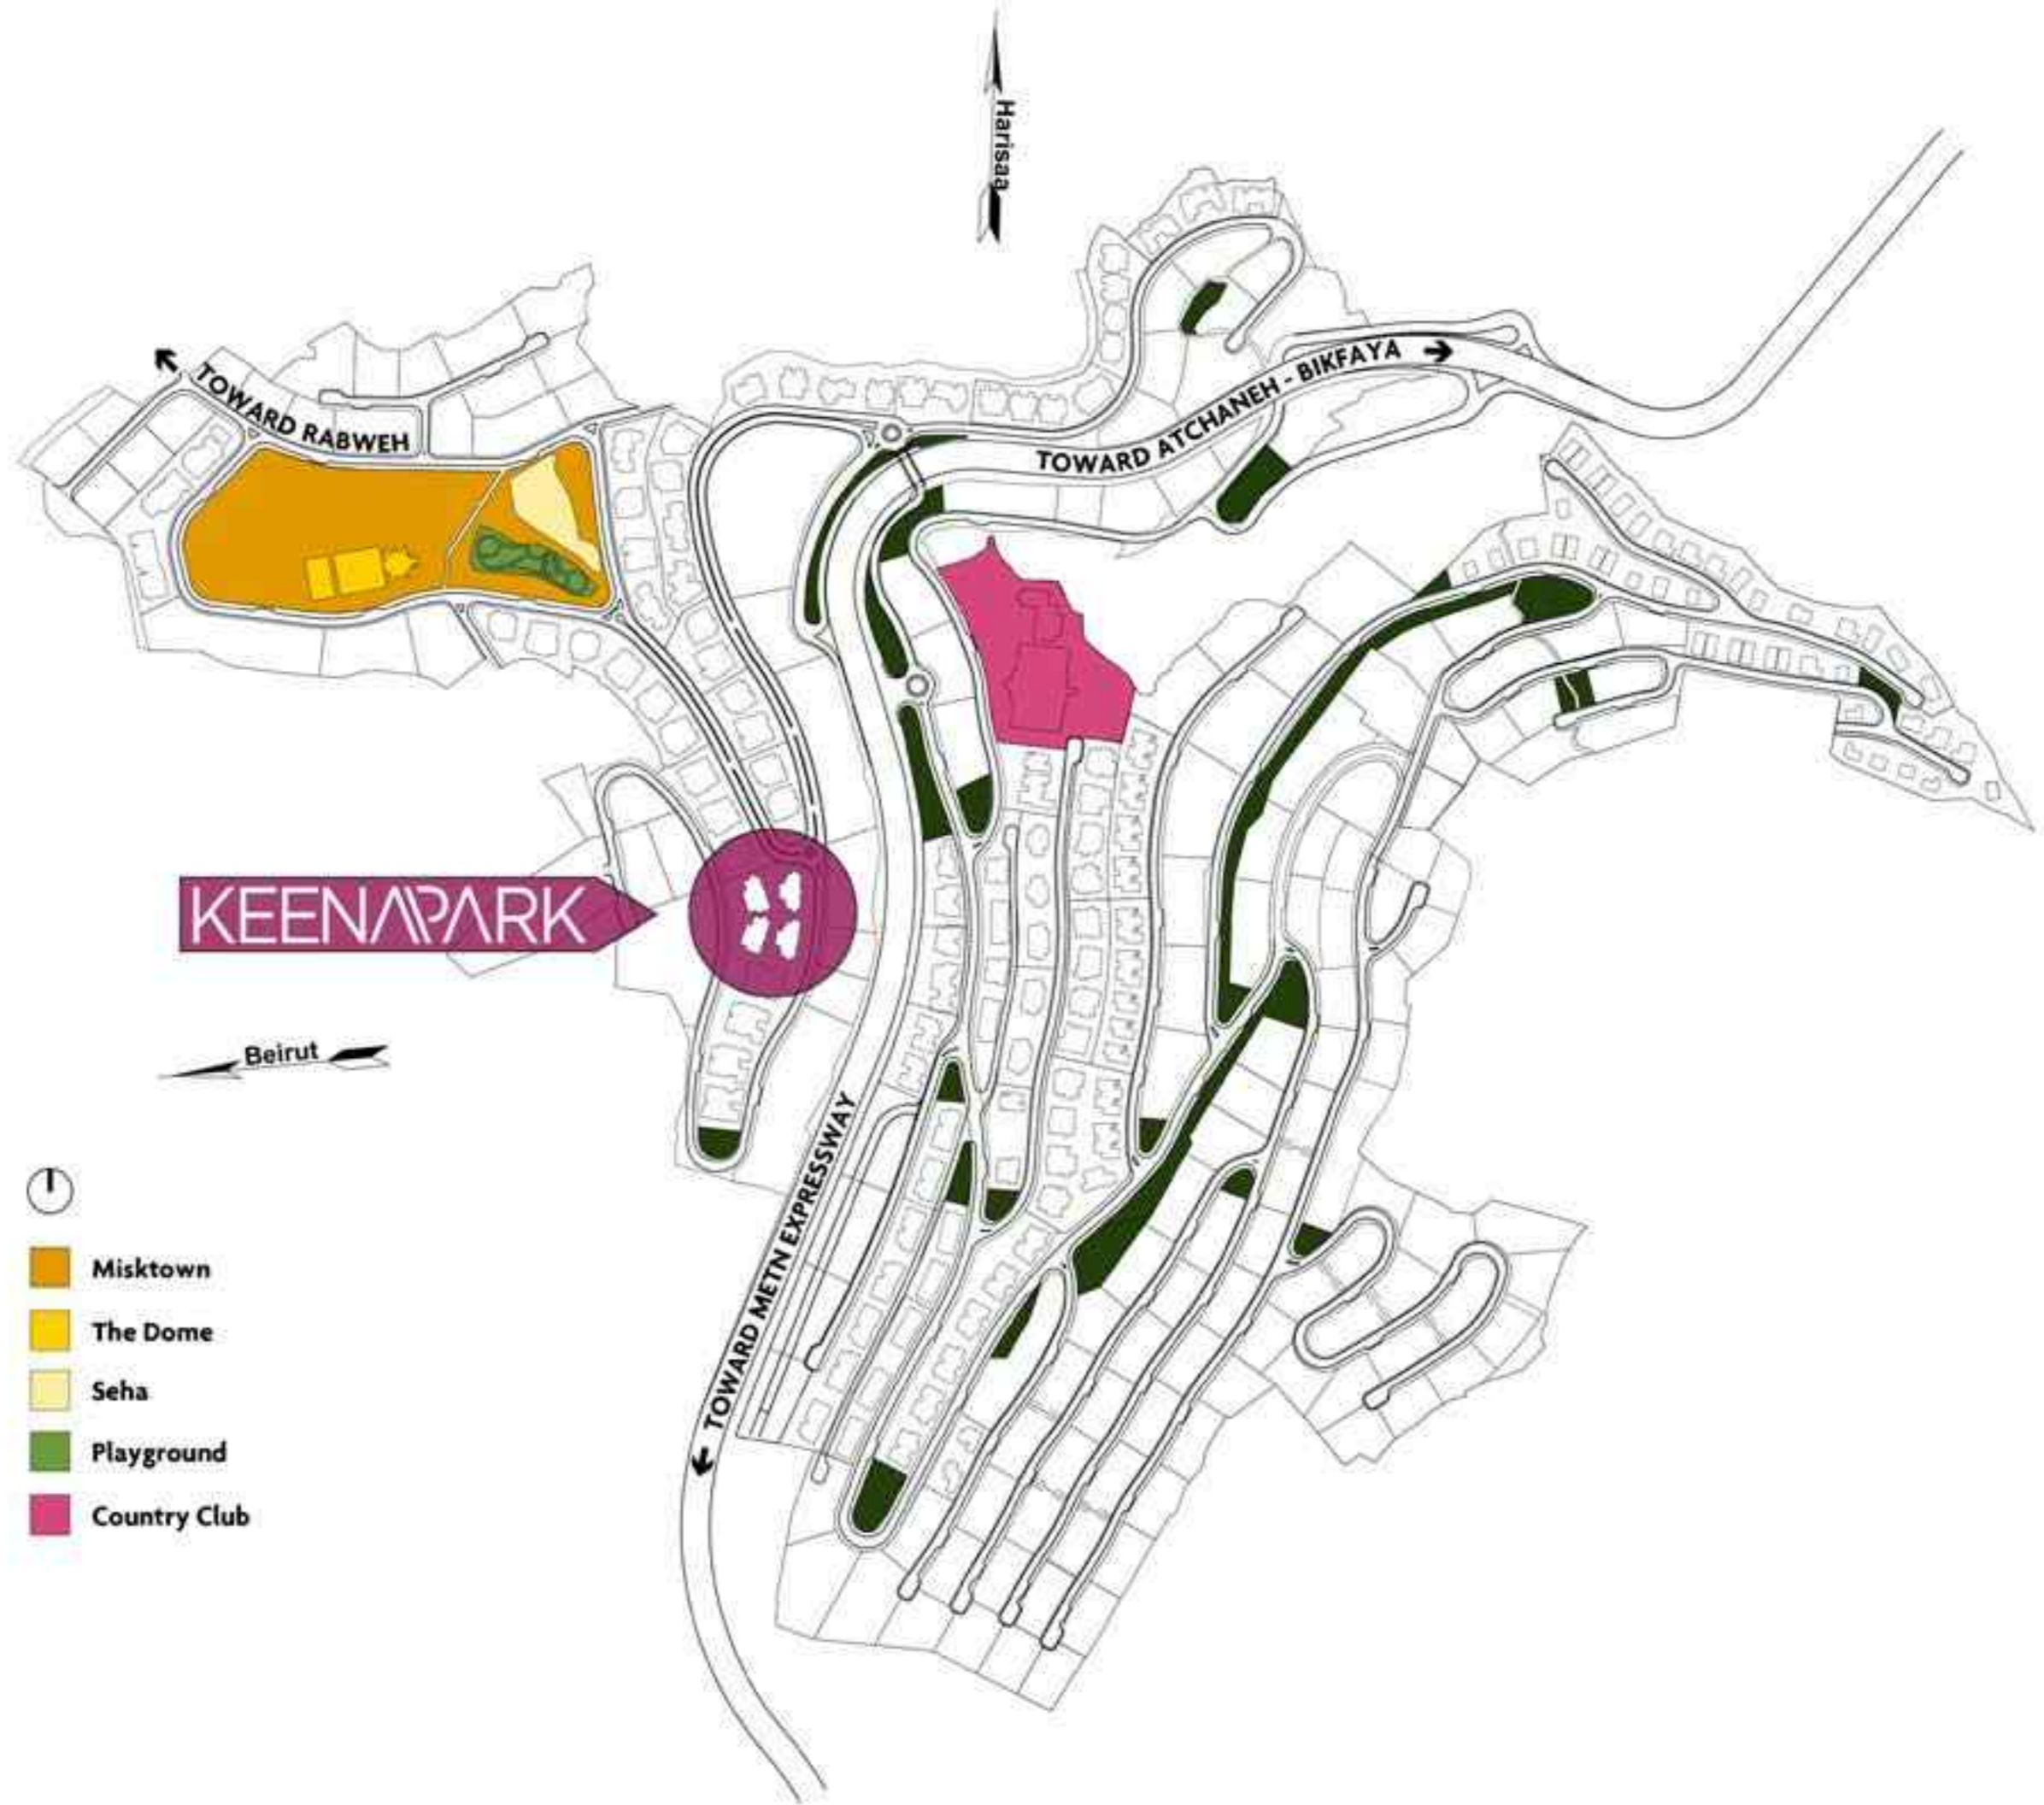 Harisaa
TOWARD RABWEH
TOWARD ATCHANEH - BIKFAYA
KEENAPARK
Beirut
TOWARD METN EXPRESSWAY
Misktown
The Dome
Seha
Playground
Country Club